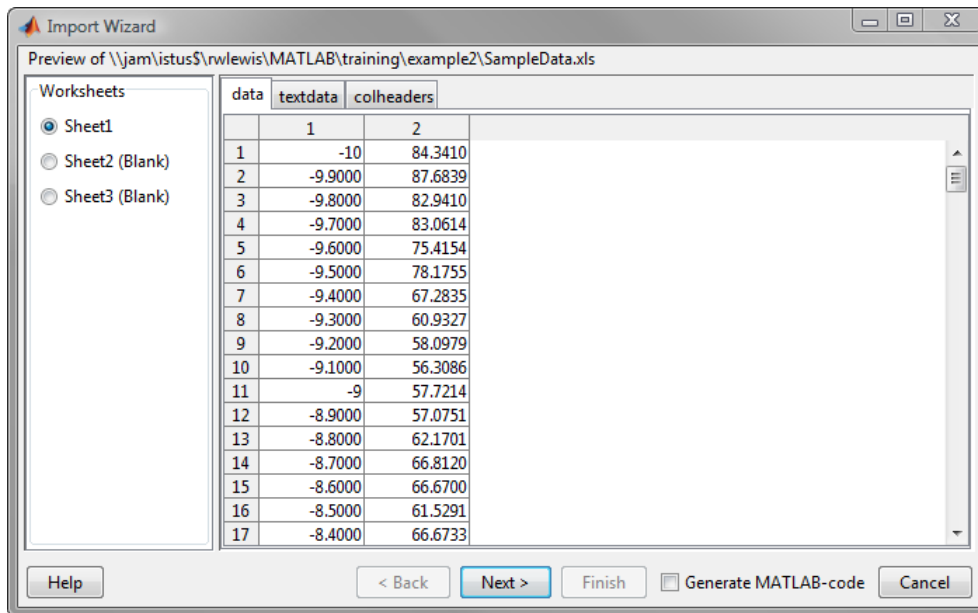 Import Wizard
Preview of \\jam\istus$\rwlewis\MATLAB\training\example2\SampleData.xls
Worksheets
Sheet1
Sheet2 (Blank)
Sheet3 (Blank)
data textdata colheaders
1 2
1 -10 84.3410
2 -9.9000 87.6839
3 -9.8000 82.9410
4 -9.7000 83.0614
5 -9.6000 75.4154
6 -9.5000 78.1755
7 -9.4000 67.2835
8 -9.3000 60.9327
9 -9.2000 58.0979
10 -9.1000 56.3086
11 -9 57.7214
12 -8.9000 57.0751
13 -8.8000 62.1701
14 -8.7000 66.8120
15 -8.6000 66.6700
16 -8.5000 61.5291
17 -8.4000 66.6733
Help < Back Next > Finish Generate MATLAB-code Cancel